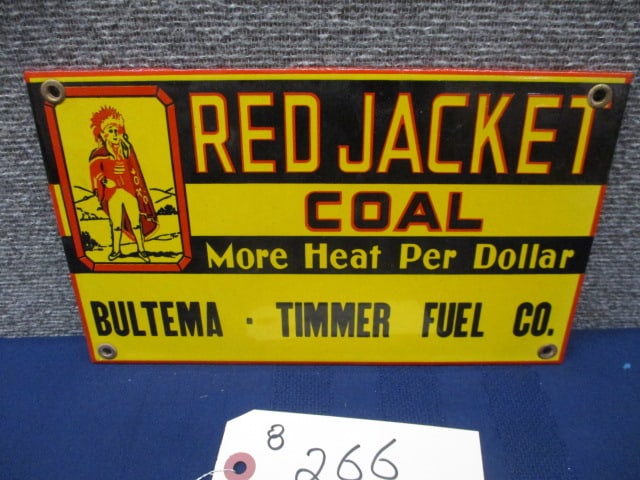 RED JACKET
COAL
More Heat Per Dollar
BULTEMA · TIMMER FUEL CO.
8
266